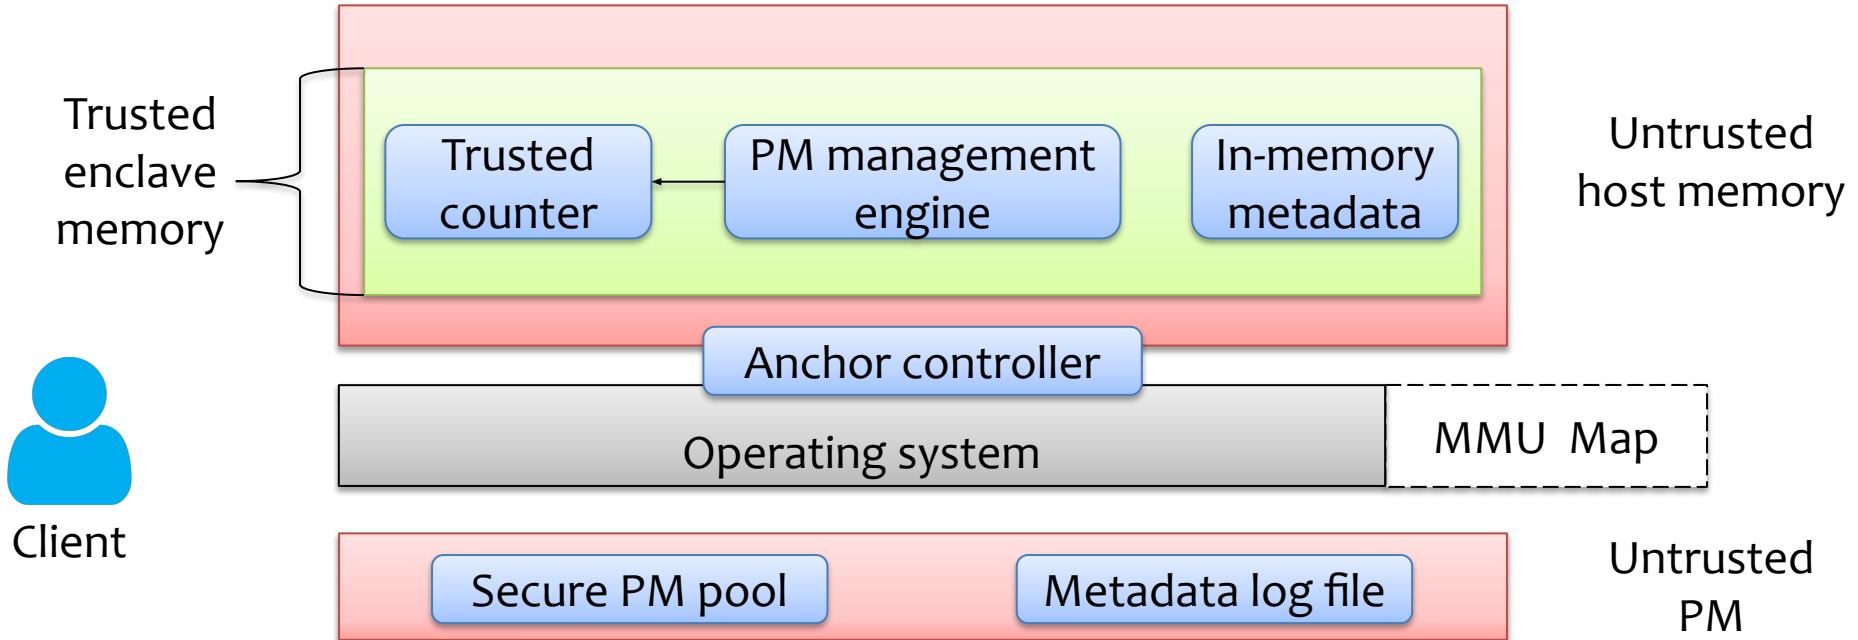 Trusted
enclave
memory
Trusted
counter
PM management
engine
In-memory
metadata
Untrusted
host memory
Anchor controller
Operating system
MMU Map
Client
Secure PM pool
Metadata log file
Untrusted
PM